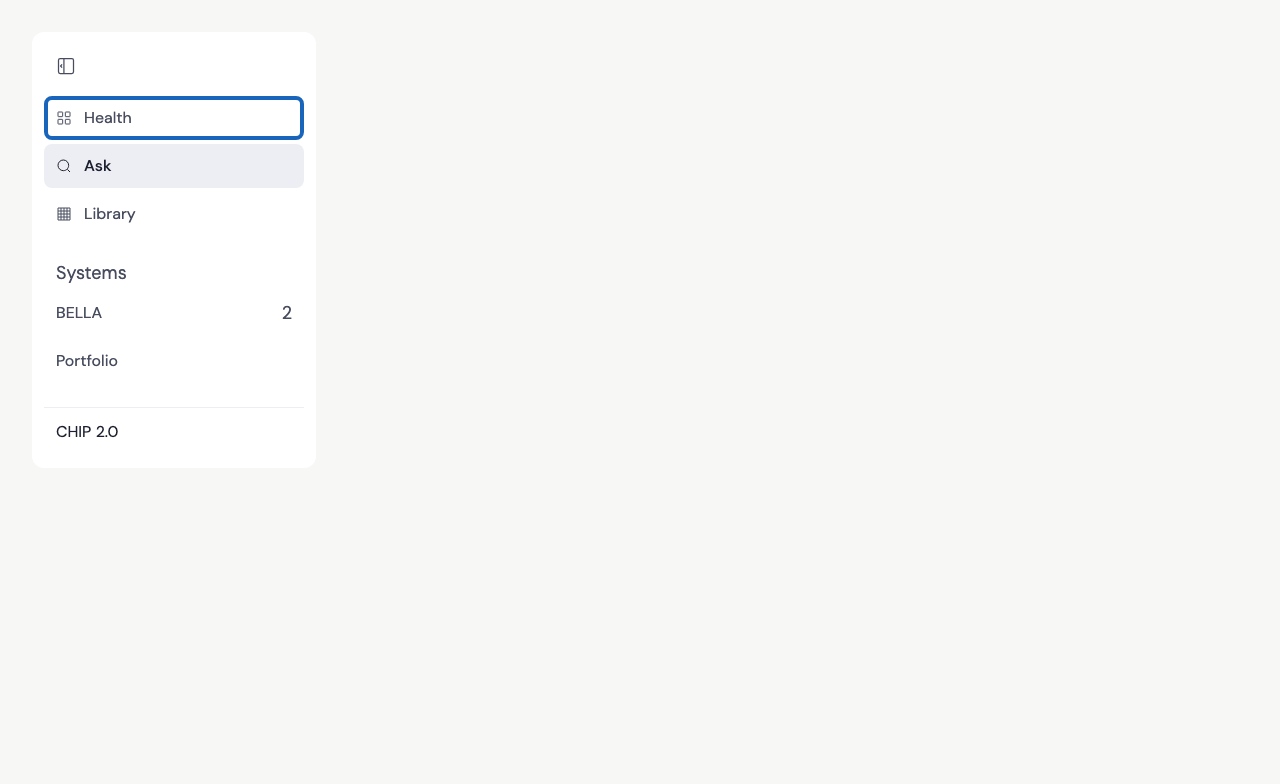 Health
Ask
Library
Systems
BELLA 2
Portfolio
CHIP 2.0